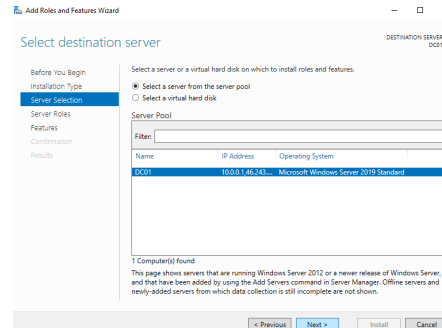 Add Roles and Features Wizard
Select destination server
DESTINATION SERVER
DC01
Before You Begin
Installation Type
Server Selection
Server Roles
Features
Confirmation
Results
Select a server or a virtual hard disk on which to install roles and features.
Select a server from the server pool
Select a virtual hard disk
Server Pool
Filter:
Name IP Address Operating System
DC01 10.0.0.1,46.243.... Microsoft Windows Server 2019 Standard
1 Computer(s) found
This page shows servers that are running Windows Server 2012 or a newer release of Windows Server,
and that have been added by using the Add Servers command in Server Manager. Offline servers and
newly-added servers from which data collection is still incomplete are not shown.
< Previous Next > Install Cancel